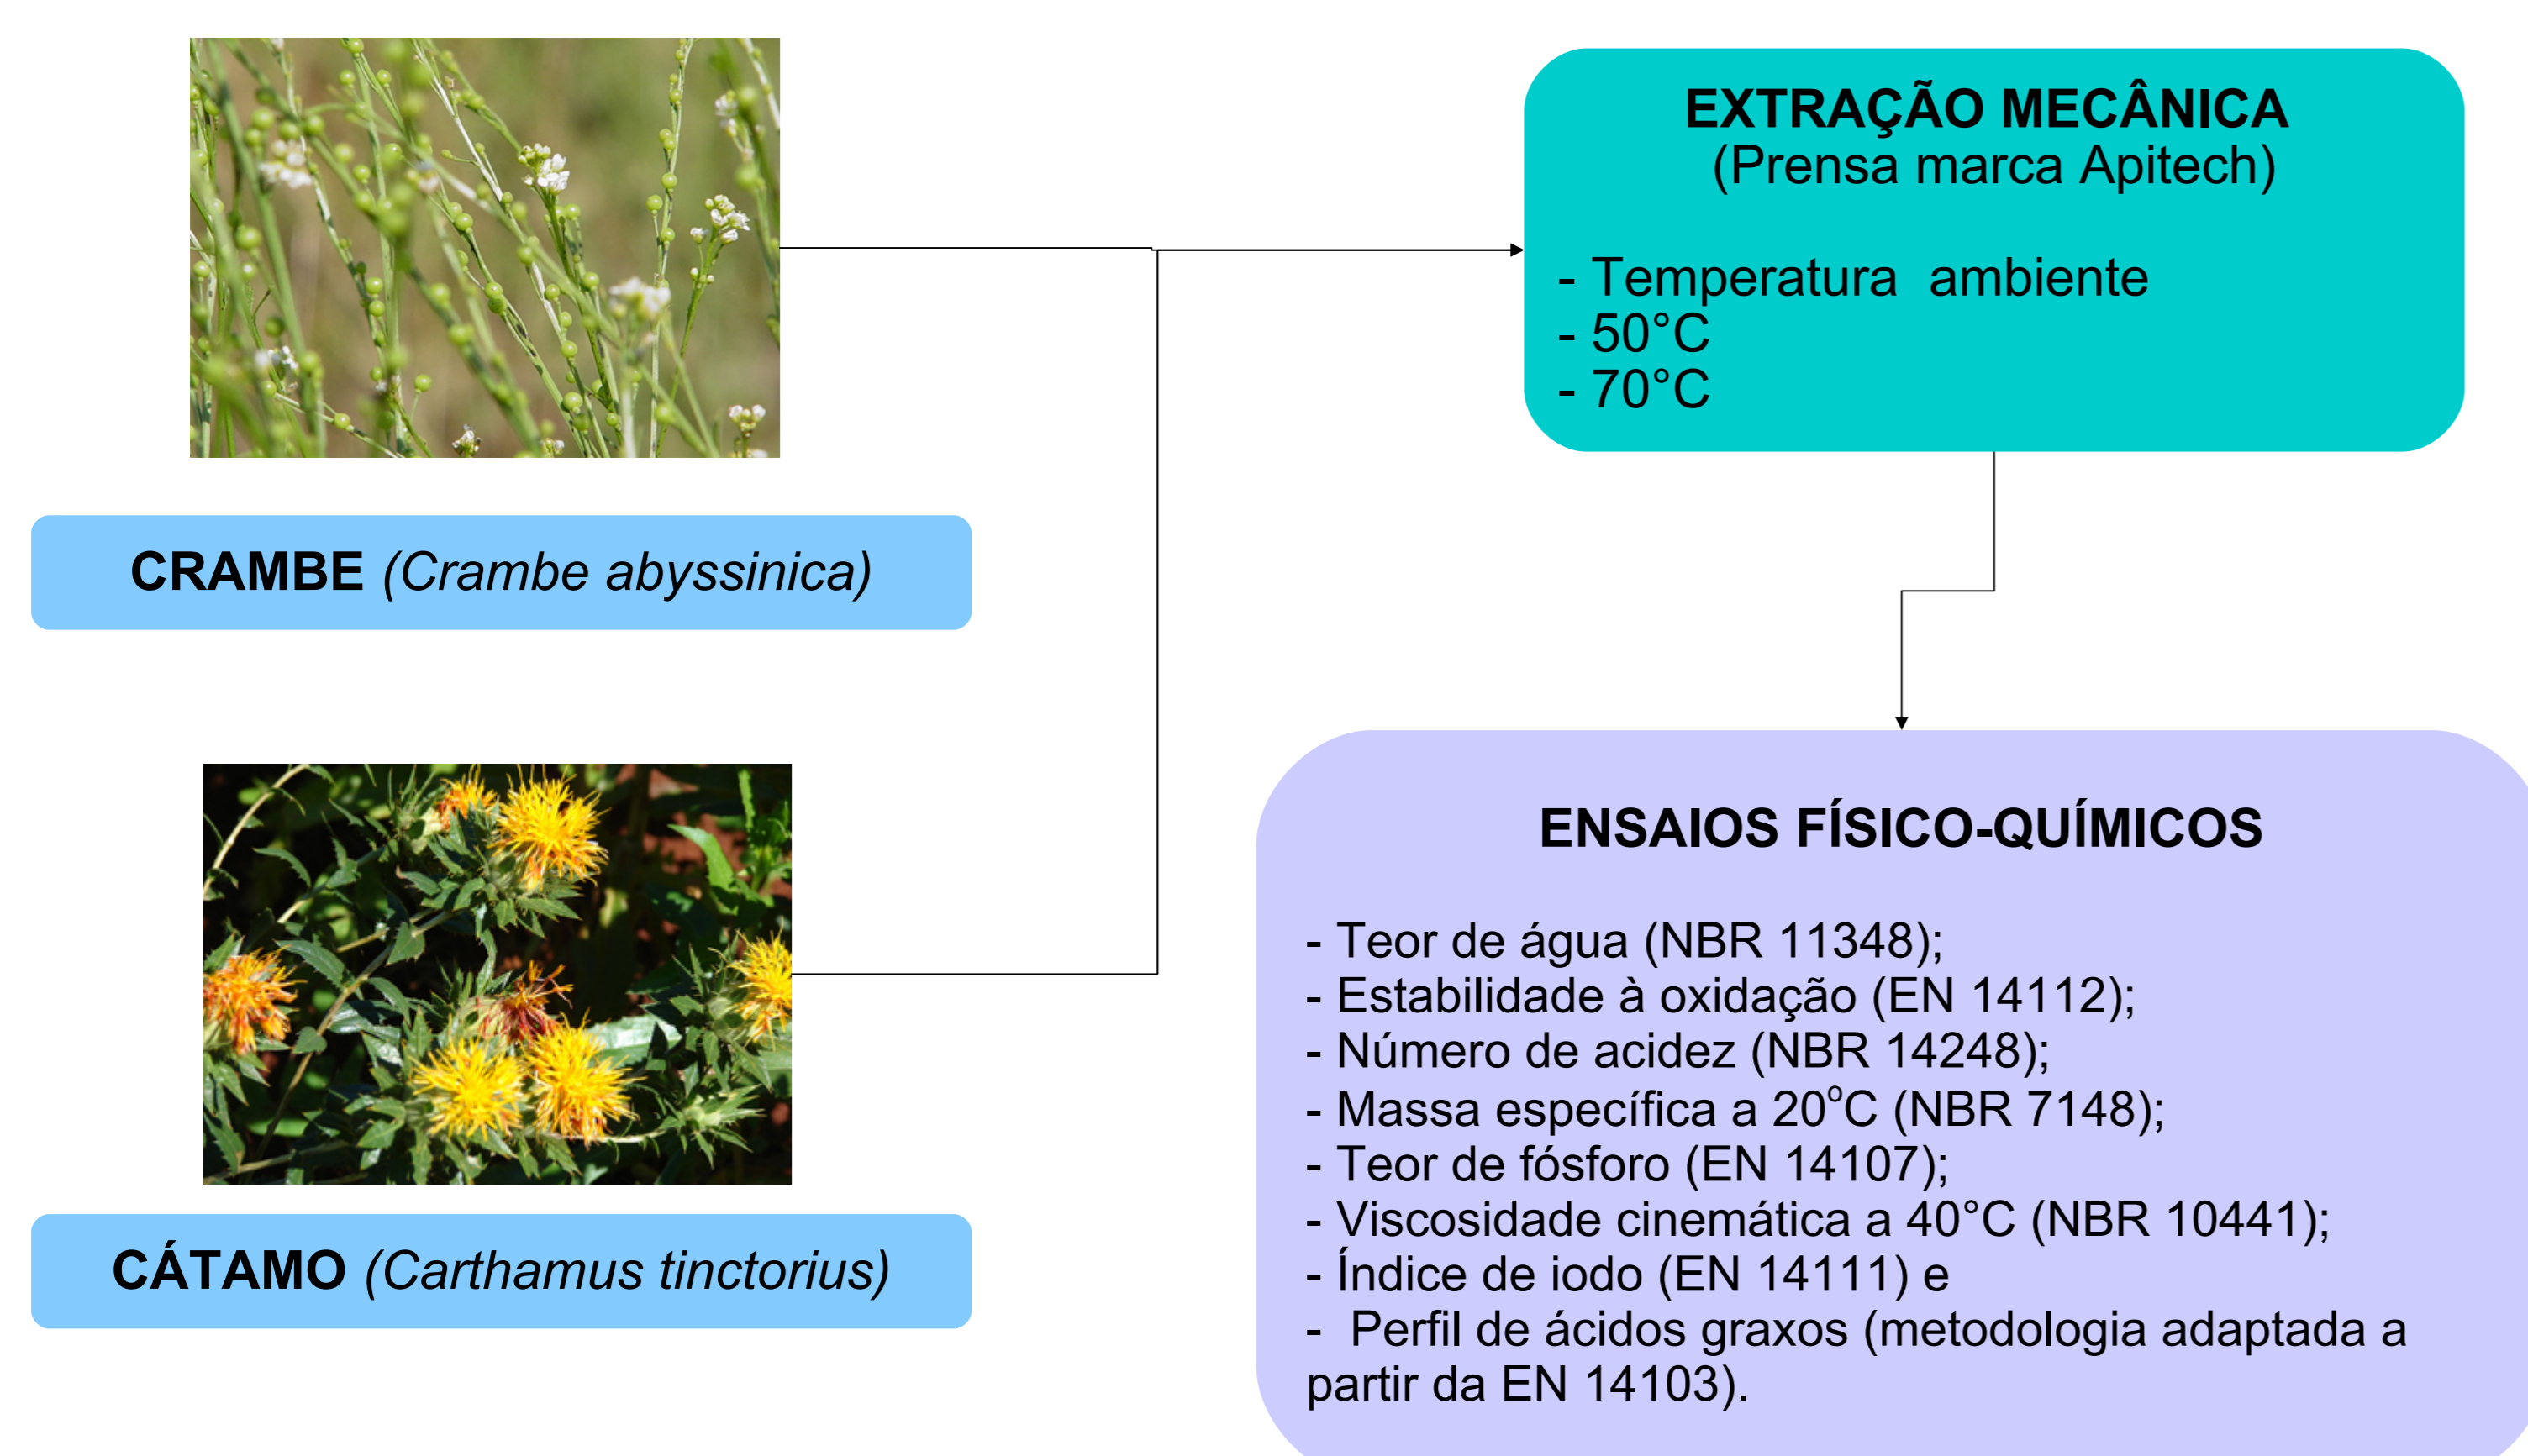 EXTRAÇÃO MECÂNICA
(Prensa marca Apitech)
- Temperatura ambiente
- 50°C
- 70°C
CRAMBE (Crambe abyssinica)
CÁTAMO (Carthamus tinctorius)
ENSAIOS FÍSICO-QUÍMICOS
- Teor de água (NBR 11348);
- Estabilidade à oxidação (EN 14112);
- Número de acidez (NBR 14248);
- Massa específica a 20ºC (NBR 7148);
- Teor de fósforo (EN 14107);
- Viscosidade cinemática a 40°C (NBR 10441);
- Índice de iodo (EN 14111) e
- Perfil de ácidos graxos (metodologia adaptada a
partir da EN 14103).